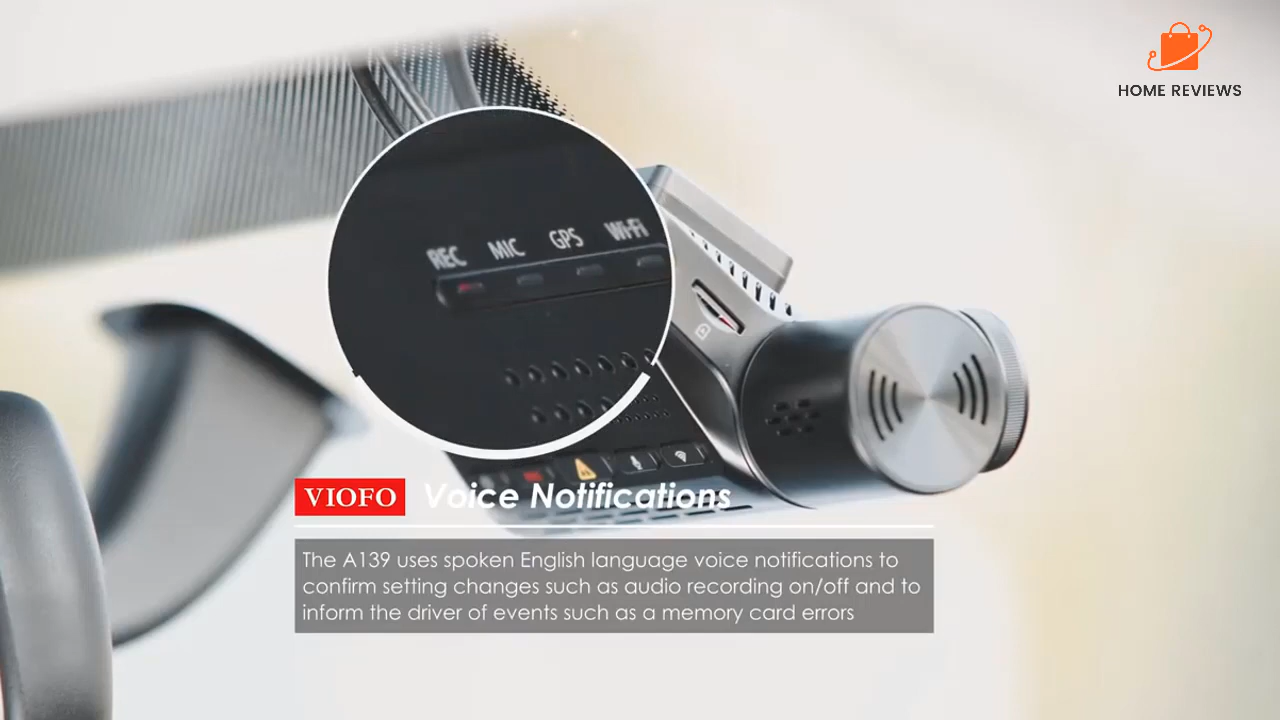 HOME REVIEWS
REC MIC GPS Wi-Fi
VIOFO Voice Notifications
The A139 uses spoken English language voice notifications to
confirm setting changes such as audio recording on/off and to
inform the driver of events such as a memory card errors